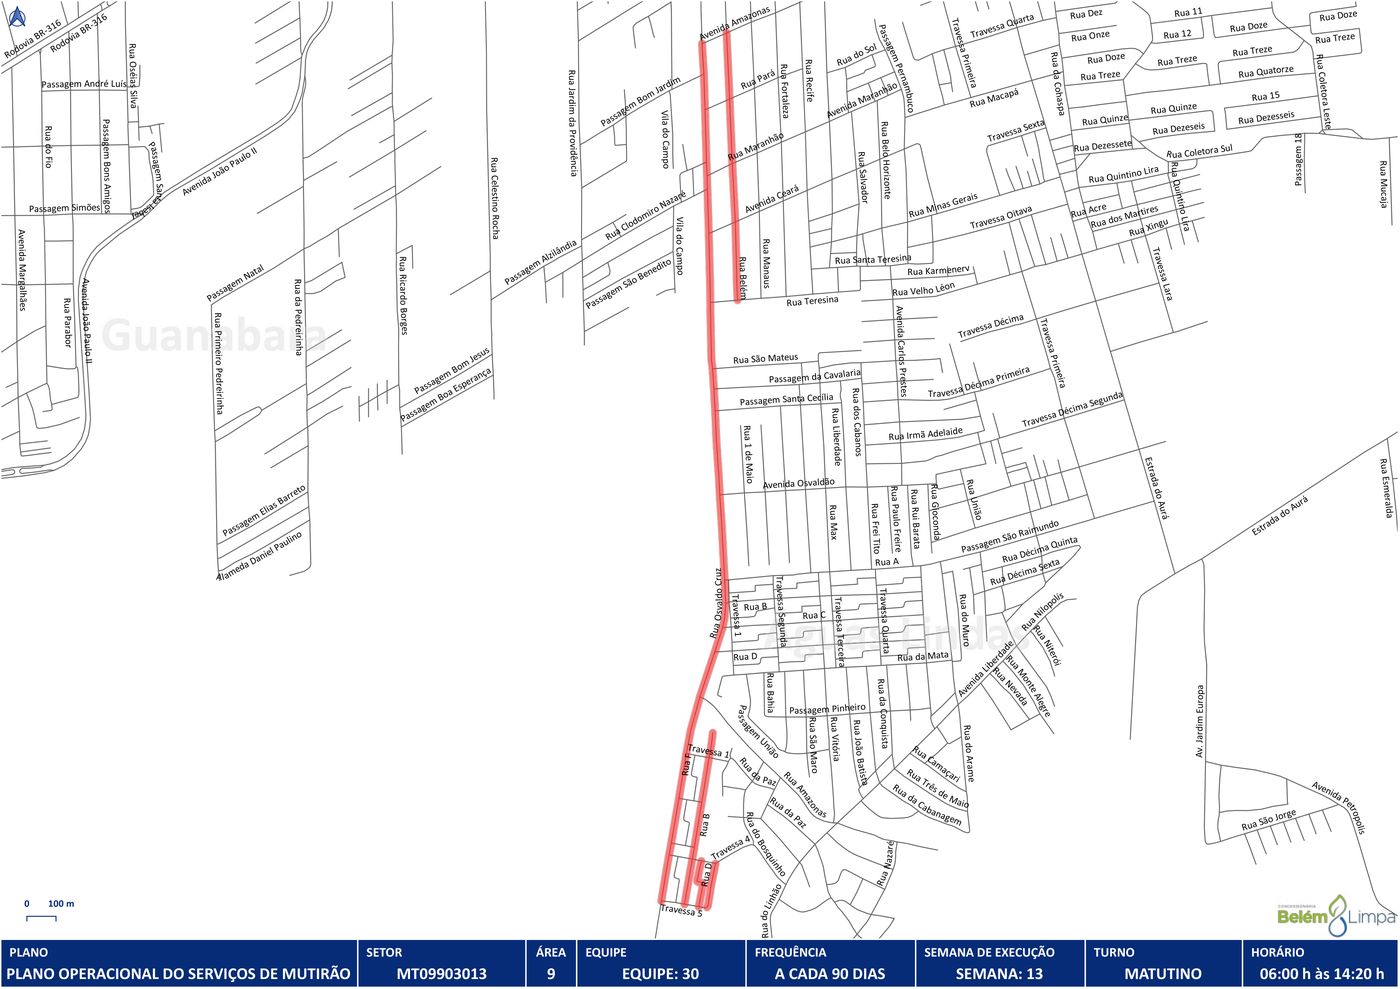 Rodovia BR-316
Rodovia BR-316
Rua Oséias Silva
Passagem André Luís
Rua do Fio
Passagem Bons Amigos
Passagem Simões
Avenida João Paulo II
Avenida Margalhães
Rua Parabor
Avenida João Paulo II
Guanabara
Passagem Natal
Rua Primeiro Pedreirinha
Rua da Pedreirinha
Rua Ricardo Borges
Passagem Bom Jesus
Passagem Boa Esperança
Passagem Elias Barreto
Alameda Daniel Paulino
Rua Celestino Rocha
Rua Jardim da Providência
Passagem Alzilândia
Passagem Bom Jardim
Vila do Campo
Rua Clodomiro Nazaré
Vila do Campo
Passagem São Benedito
Avenida Amazonas
Rua Pará
Rua Fortaleza
Rua Recife
Rua Maranhão
Avenida Ceará
Rua Belém
Rua Manaus
Rua Teresina
Rua do Sol
Passagem Pernambuco
Avenida Maranhão
Rua Salvador
Rua Belo Horizonte
Travessa Primeira
Travessa Quarta
Rua Macapá
Travessa Sexta
Rua Minas Gerais
Travessa Oitava
Rua Santa Teresina
Rua Karmenerv
Rua Velho Léon
Rua da Cohaspa
Rua Dez
Rua Onze
Rua Doze
Rua Treze
Rua 11
Rua 12
Rua Doze
Rua Treze
Rua Treze
Rua Quatorze
Rua Doze
Rua Treze
Rua Coletora Leste
Rua 15
Rua Quinze
Rua Quinze
Rua Dezeseis
Rua Dezesseis
Rua Dezessete
Rua Coletora Sul
Passagem 18
Rua Mucaja
Rua Quintino Lira
Rua Quintino Lira
Rua Acre
Rua dos Martires
Rua Xingu
Travessa Lara
Rua São Mateus
Passagem da Cavalaria
Passagem Santa Cecília
Rua 1 de Maio
Rua Liberdade
Rua dos Cabanos
Avenida Carlos Prestes
Travessa Décima
Travessa Primeira
Travessa Décima Primeira
Travessa Décima Segunda
Rua Irmã Adelaide
Avenida Osvaldão
Rua Max
Rua Frei Tito
Rua Paulo Freire
Rua Rui Barata
Rua Gioconda
Rua União
Passagem São Raimundo
Rua Décima Quinta
Rua Décima Sexta
Rua A
Estrada do Aurá
Estrada do Aurá
Rua Esmeralda
Rua Osvaldo Cruz
Travessa 1
Rua B
Travessa Segunda
Rua C
Travessa Terceira
Travessa Quarta
Águas Lindas
Rua D
Rua da Mata
Rua do Muro
Rua Nilopolis
Rua Niterói
Avenida Liberdade
Rua Monte Alegre
Rua Nevada
Rua Bahia
Passagem Pinheiro
Passagem União
Rua São Maro
Rua Vitória
Rua João Batista
Rua da Conquista
Rua do Arame
Rua Camaçari
Rua Três de Maio
Rua da Cabanagem
Travessa 1
Rua F
Rua B
Rua da Paz
Rua Amazonas
Rua da Paz
Rua do Bosquinho
Travessa 4
Rua D
Travessa 5
Rua do Linhão
Rua Nazaré
Av. Jardim Europa
Rua São Jorge
Avenida Petropolis
0 100 m
CONCESSIONÁRIA
Belém Limpa
PLANO
PLANO OPERACIONAL DO SERVIÇOS DE MUTIRÃO
SETOR
MT09903013
ÁREA
9
EQUIPE
EQUIPE: 30
FREQUÊNCIA
A CADA 90 DIAS
SEMANA DE EXECUÇÃO
SEMANA: 13
TURNO
MATUTINO
HORÁRIO
06:00 h às 14:20 h